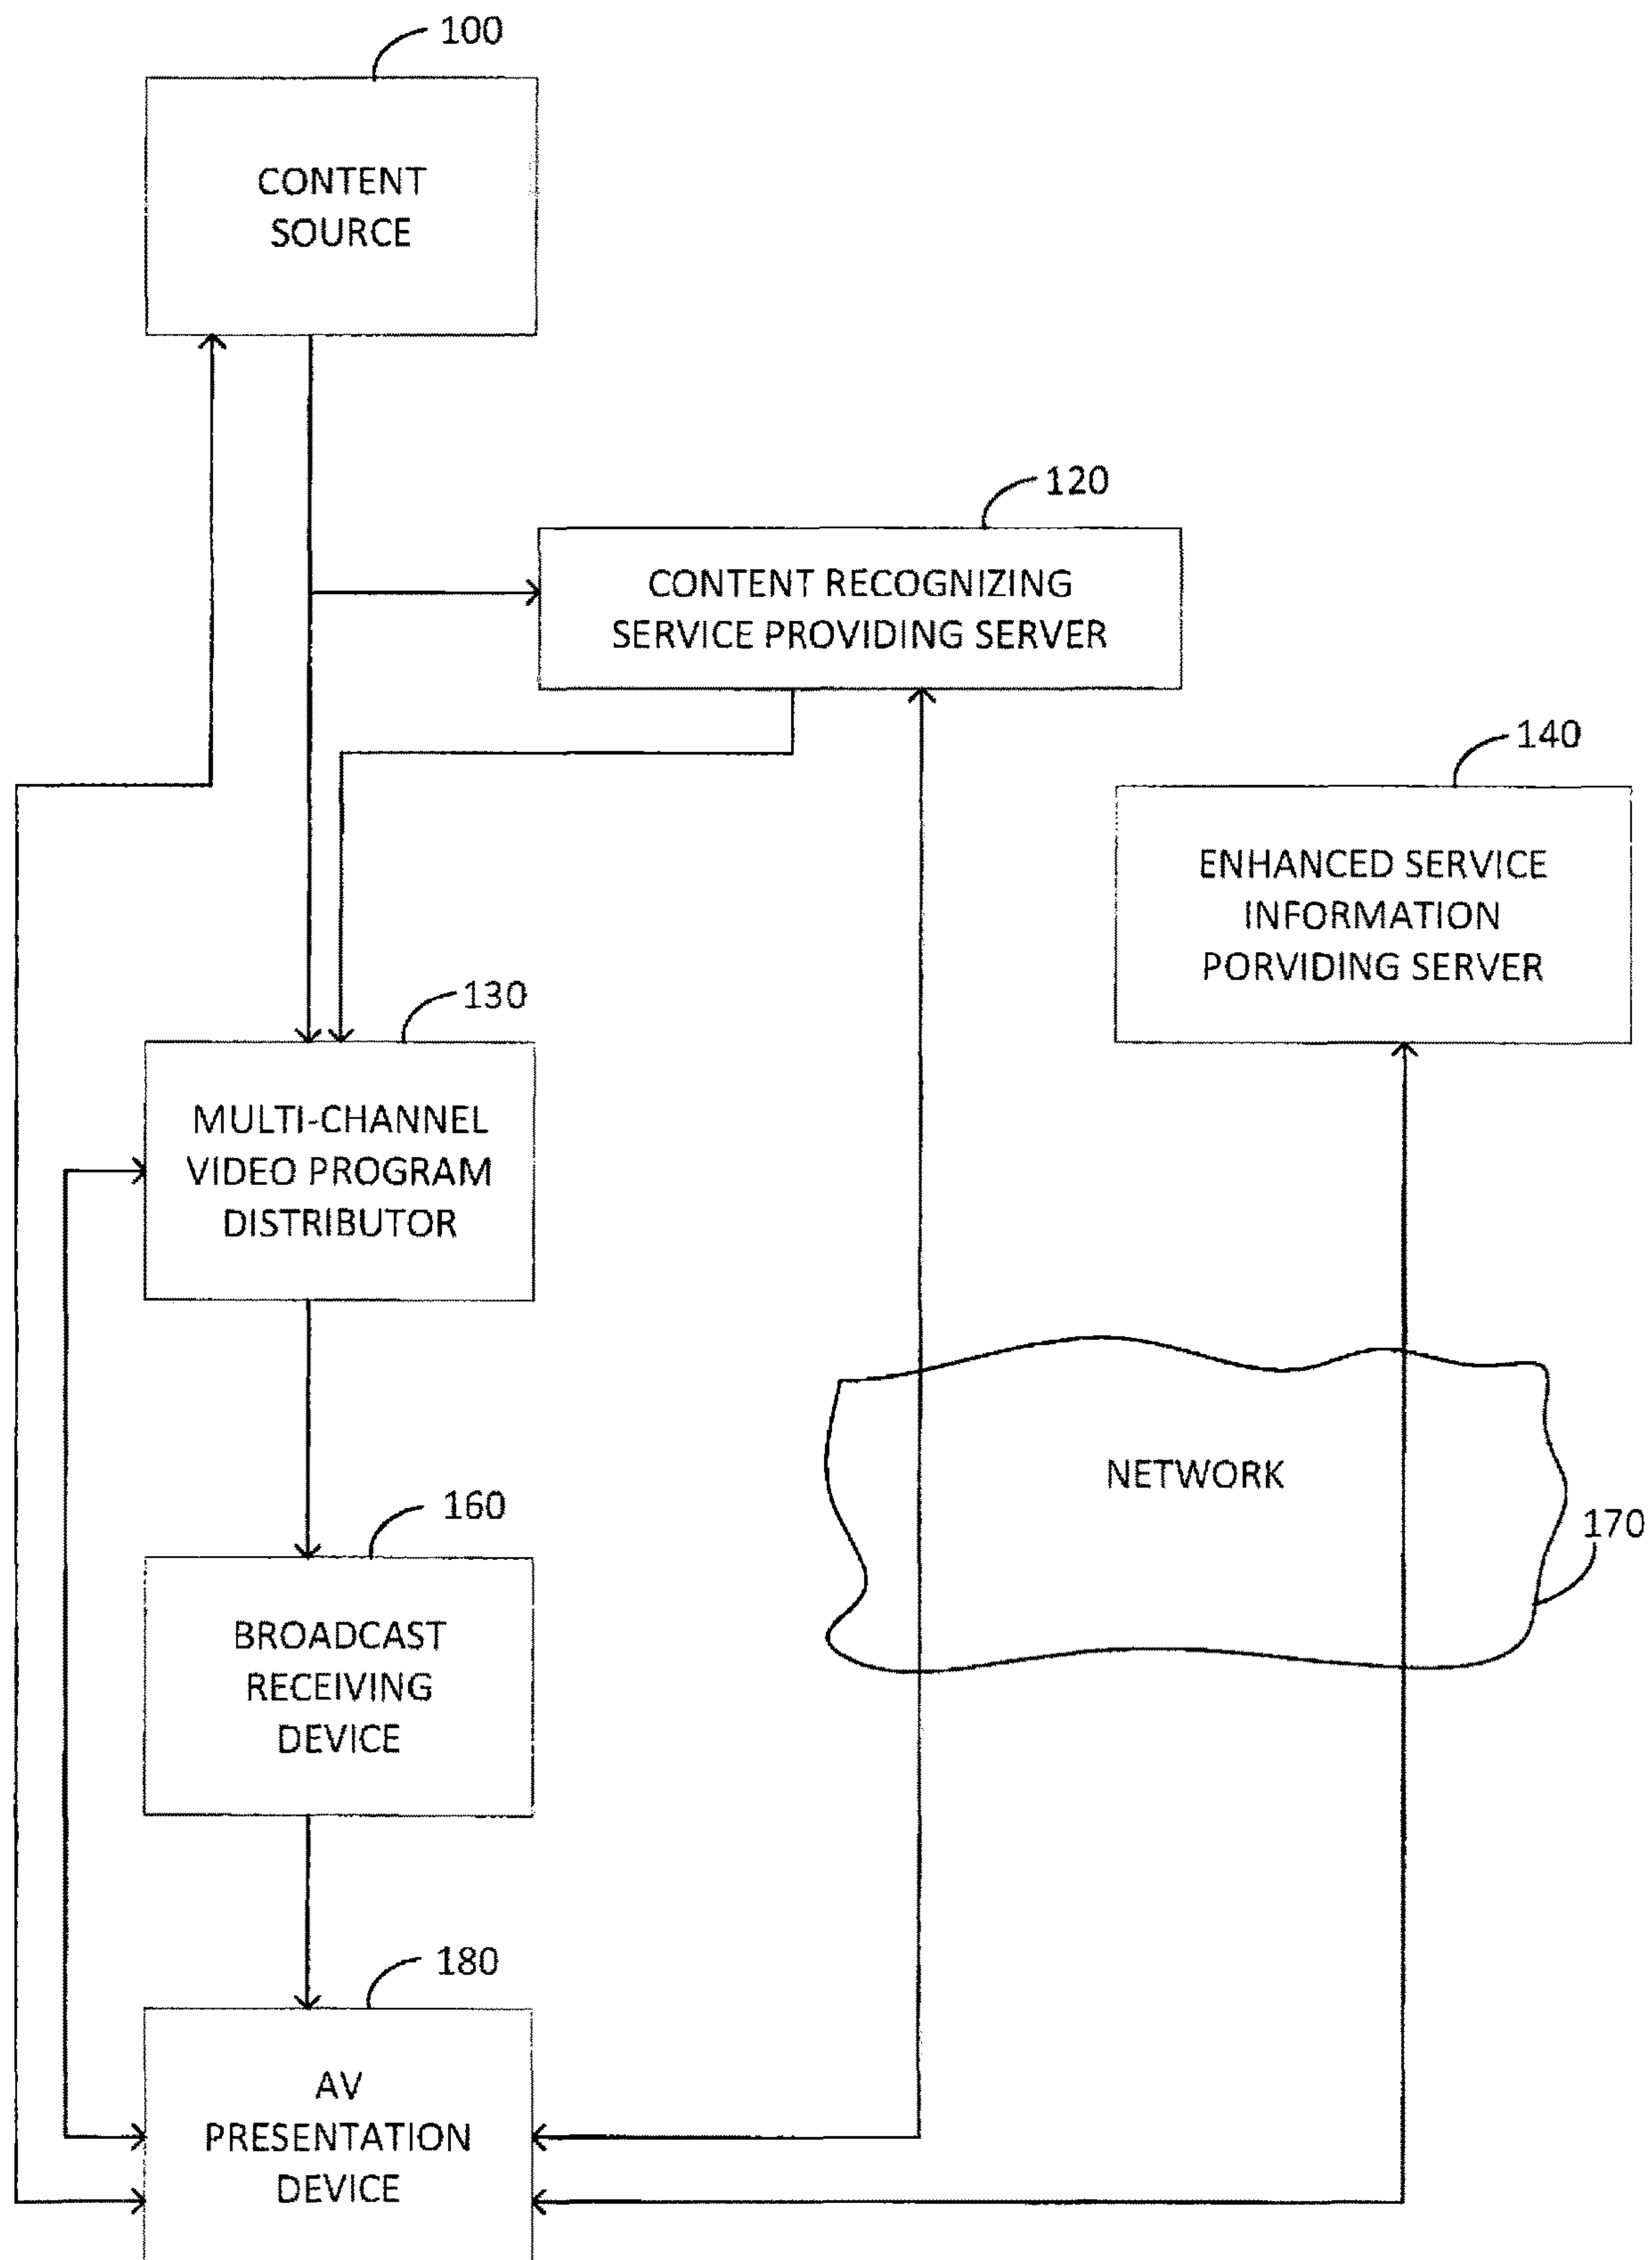 100
CONTENT
SOURCE
120
CONTENT RECOGNIZING
SERVICE PROVIDING SERVER
140
ENHANCED SERVICE
INFORMATION
PORVIDING SERVER
130
MULTI-CHANNEL
VIDEO PROGRAM
DISTRIBUTOR
NETWORK
170
160
BROADCAST
RECEIVING
DEVICE
180
AV
PRESENTATION
DEVICE